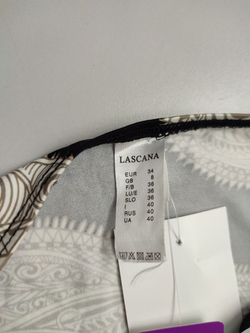 LASCANA
EUR 34
GB 8
F/B 36
LU/E 36
SLO 36
I 40
RUS 40
UA 40